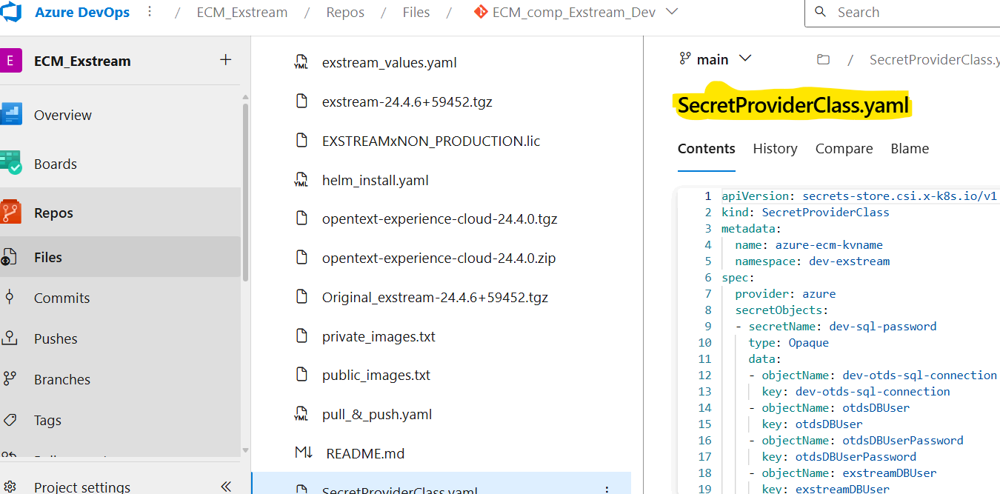 Azure DevOps / ECM_Exstream / Repos / Files / ECM_comp_Exstream_Dev
Search
E ECM_Exstream +
Overview
Boards
Repos
Files
Commits
Pushes
Branches
Tags
Project settings
exstream_values.yaml
exstream-24.4.6+59452.tgz
EXSTREAMxNON_PRODUCTION.lic
helm_install.yaml
opentext-experience-cloud-24.4.0.tgz
opentext-experience-cloud-24.4.0.zip
Original_exstream-24.4.6+59452.tgz
private_images.txt
public_images.txt
pull_&_push.yaml
README.md
SecretProviderClass.yaml
main / SecretProviderClass.y
SecretProviderClass.yaml
Contents History Compare Blame
1 apiVersion: secrets-store.csi.x-k8s.io/v1
2 kind: SecretProviderClass
3 metadata:
4 name: azure-ecm-kvname
5 namespace: dev-exstream
6 spec:
7 provider: azure
8 secretObjects:
9 - secretName: dev-sql-password
10 type: Opaque
11 data:
12 - objectName: dev-otds-sql-connection
13 key: dev-otds-sql-connection
14 - objectName: otdsDBUser
15 key: otdsDBUser
16 - objectName: otdsDBUserPassword
17 key: otdsDBUserPassword
18 - objectName: exstreamDBUser
19 key: exstreamDBUser